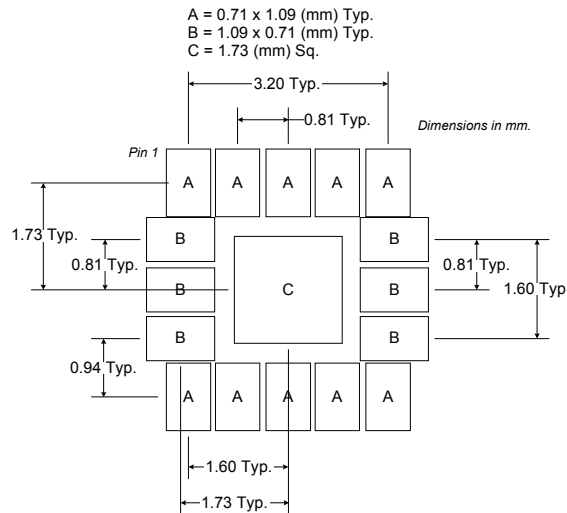 A = 0.71 x 1.09 (mm) Typ.
B = 1.09 x 0.71 (mm) Typ.
C = 1.73 (mm) Sq.
3.20 Typ.
0.81 Typ.
Dimensions in mm.
Pin 1
A A A A A
1.73 Typ.
B B
0.81 Typ. 0.81 Typ.
B C B
1.60 Typ
B B
0.94 Typ.
A A A A A
1.60 Typ.
1.73 Typ.